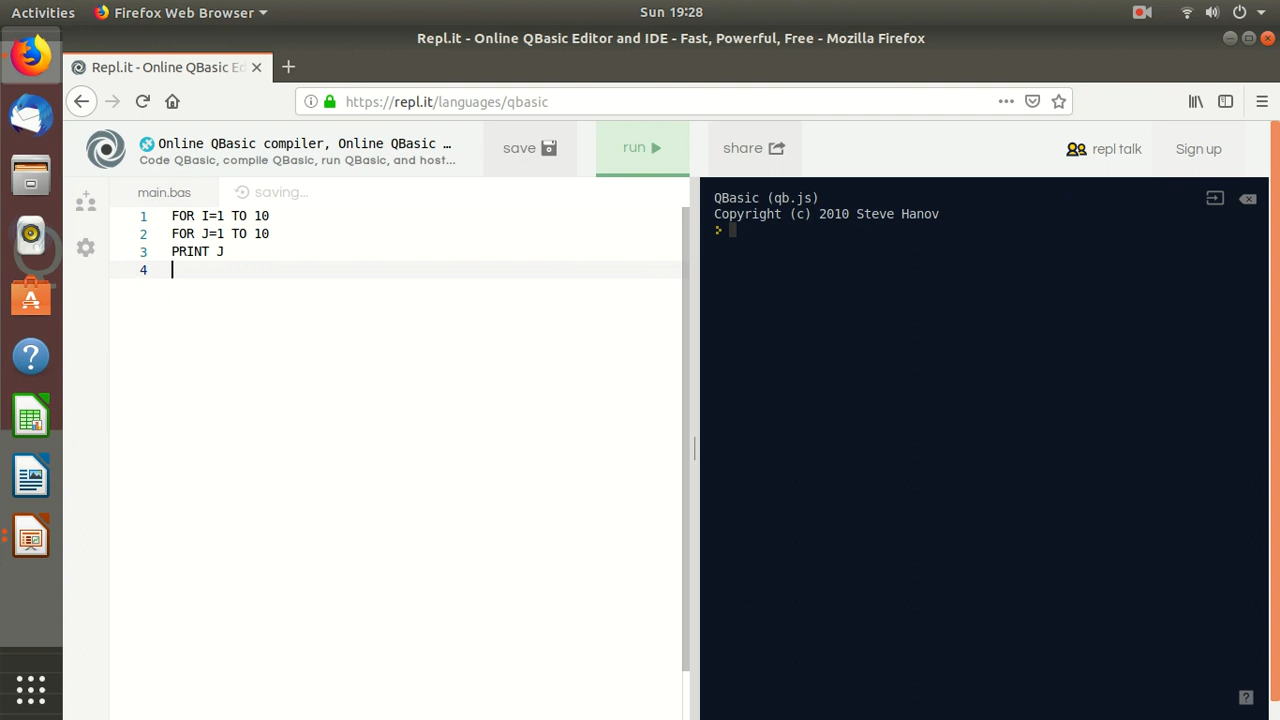 Activities Firefox Web Browser Sun 19:28
Repl.it - Online QBasic Editor and IDE - Fast, Powerful, Free - Mozilla Firefox
Repl.it - Online QBasic Ed
https://repl.it/languages/qbasic
Online QBasic compiler, Online QBasic …
Code QBasic, compile QBasic, run QBasic, and host...
save run share repl talk Sign up
main.bas saving...
1 FOR I=1 TO 10
2 FOR J=1 TO 10
3 PRINT J
4
QBasic (qb.js)
Copyright (c) 2010 Steve Hanov
>